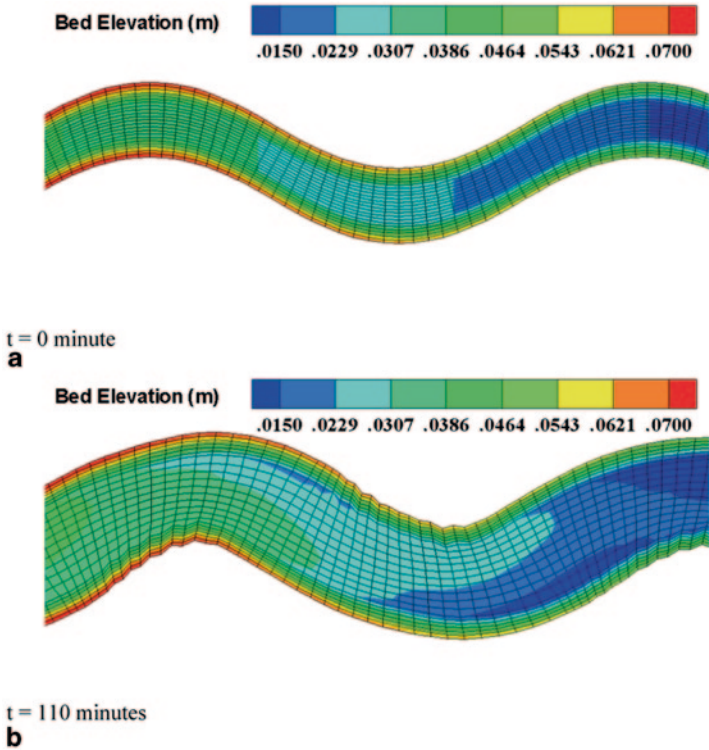 Bed Elevation (m)
.0150 .0229 .0307 .0386 .0464 .0543 .0621 .0700
t = 0 minute
a
Bed Elevation (m)
.0150 .0229 .0307 .0386 .0464 .0543 .0621 .0700
t = 110 minutes
b